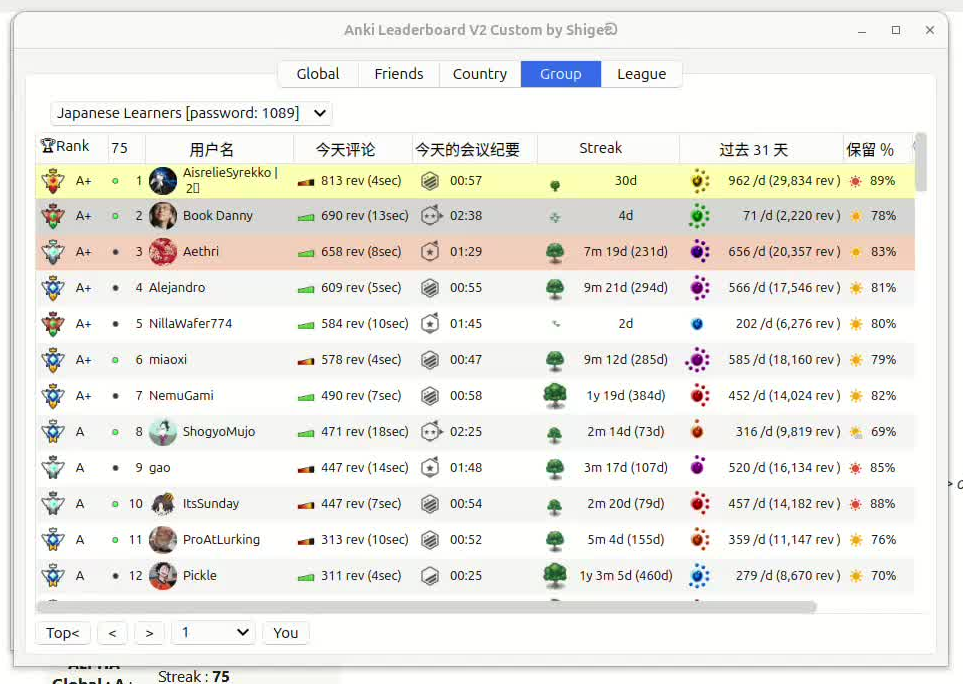 Anki Leaderboard V2 Custom by Shige
Global Friends Country Group League
Japanese Learners [password: 1089]
Rank 75 用户名 今天评论 今天的会议纪要 Streak 过去 31 天 保留 %
A+ 1 AisrelieSyrekko | 813 rev (4sec) 00:57 30d 962 /d (29,834 rev ) 89%
2
A+ 2 Book Danny 690 rev (13sec) 02:38 4d 71 /d (2,220 rev ) 78%
A+ 3 Aethri 658 rev (8sec) 01:29 7m 19d (231d) 656 /d (20,357 rev ) 83%
A+ 4 Alejandro 609 rev (5sec) 00:55 9m 21d (294d) 566 /d (17,546 rev ) 81%
A+ 5 NillaWafer774 584 rev (10sec) 01:45 2d 202 /d (6,276 rev ) 80%
A+ 6 miaoxi 578 rev (4sec) 00:47 9m 12d (285d) 585 /d (18,160 rev ) 79%
A+ 7 NemuGami 490 rev (7sec) 00:58 1y 19d (384d) 452 /d (14,024 rev ) 82%
A 8 ShogyoMujo 471 rev (18sec) 02:25 2m 14d (73d) 316 /d (9,819 rev ) 69%
A 9 gao 447 rev (14sec) 01:48 3m 17d (107d) 520 /d (16,134 rev ) 85%
A 10 ItsSunday 447 rev (7sec) 00:54 2m 20d (79d) 457 /d (14,182 rev ) 88%
A 11 ProAtLurking 313 rev (10sec) 00:52 5m 4d (155d) 359 /d (11,147 rev ) 76%
A 12 Pickle 311 rev (4sec) 00:25 1y 3m 5d (460d) 279 /d (8,670 rev ) 70%
Top< < > 1 You
Streak : 75